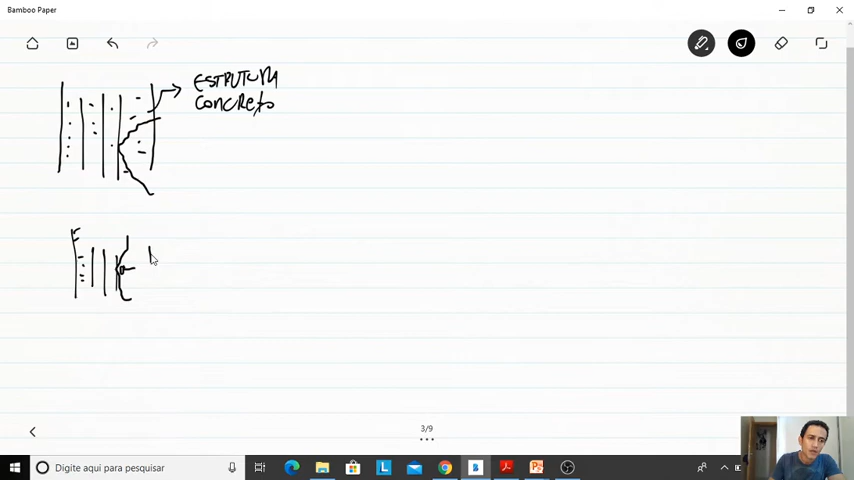 Bamboo Paper
ESTRUTURA
CONCRETO
3/9
Digite aqui para pesquisar